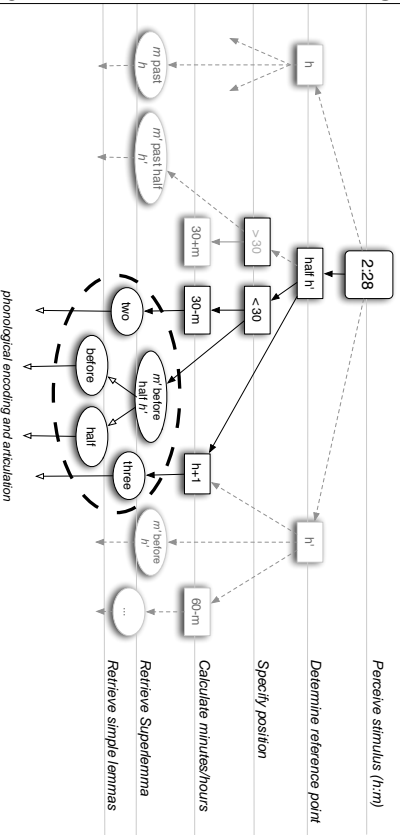 2:28
Perceive stimulus (h:m)
h
half h'
h'
Determine reference point
> 30
<30
Specify position
30+m
30-m
h+1
60-m
Calculate minutes/hours
m past
h
m' past half
h'
m' before
half h'
m' before
h'
Retrieve Superlemma
two
before
half
three
...
Retrieve simple lemmas
phonological encoding and articulation